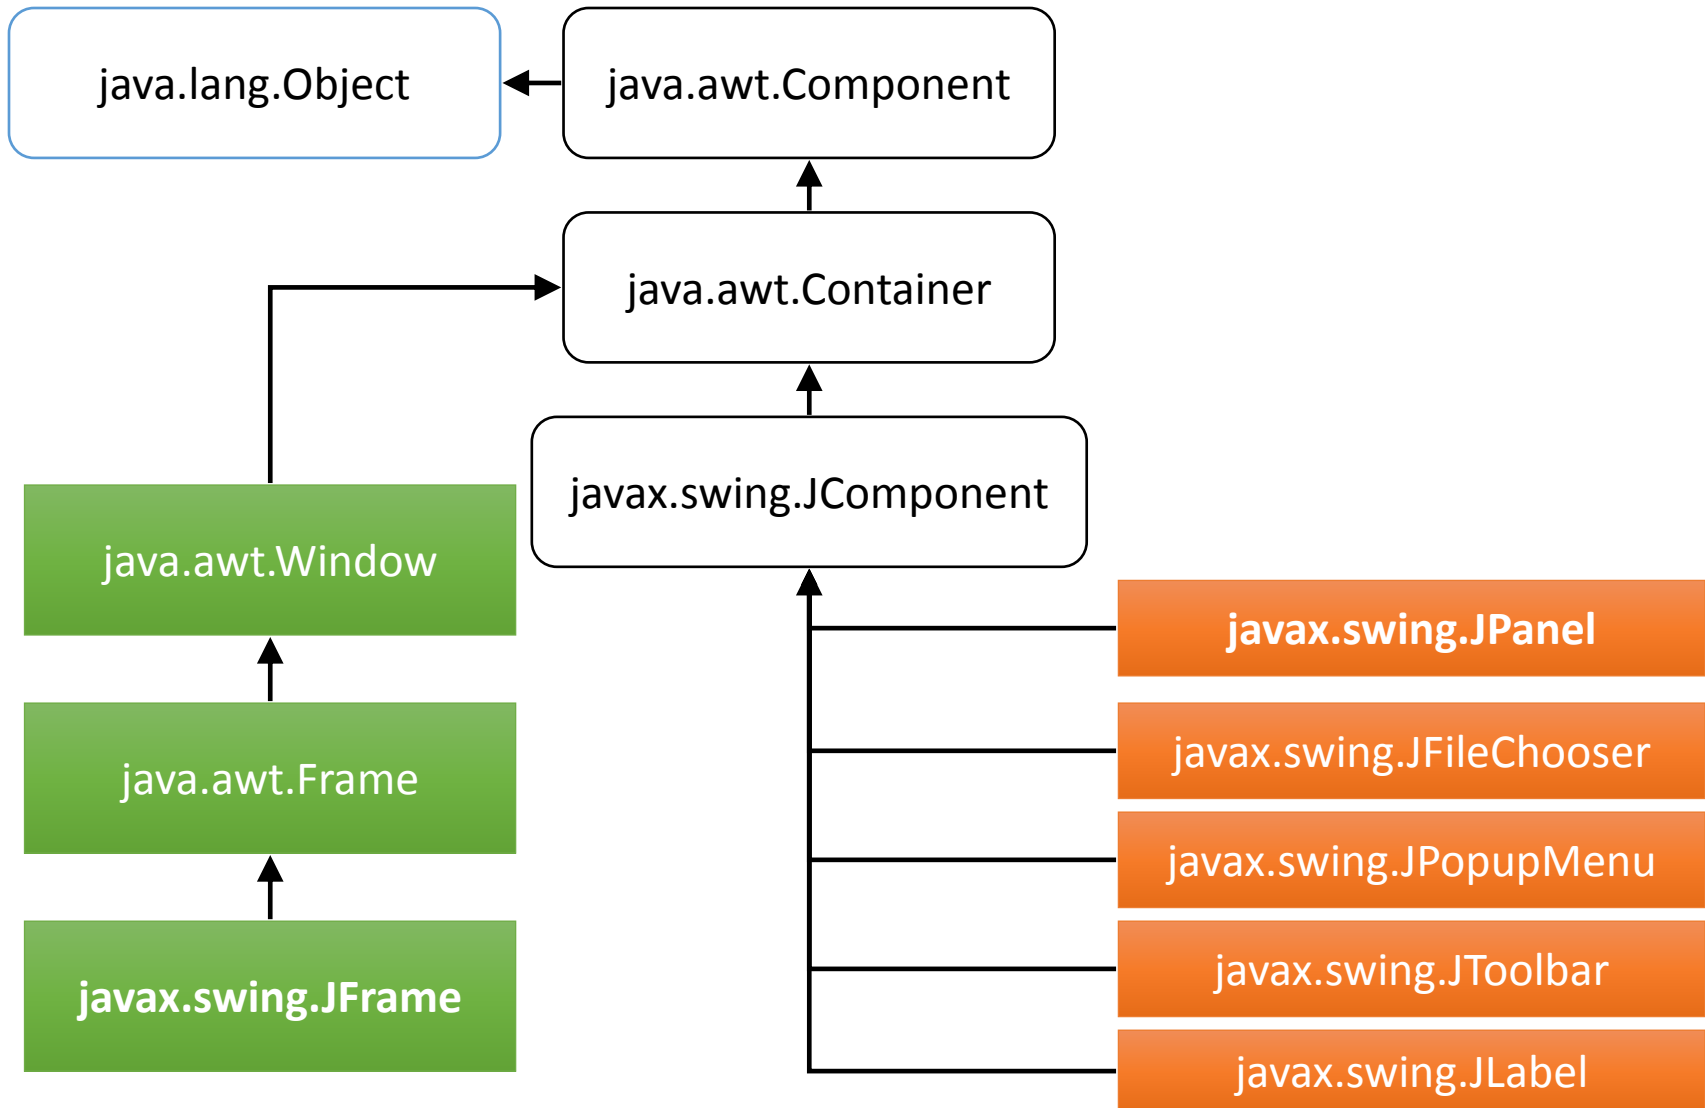 java.lang.Object
java.awt.Component
java.awt.Container
javax.swing.JComponent
java.awt.Window
java.awt.Frame
javax.swing.JFrame
javax.swing.JPanel
javax.swing.JFileChooser
javax.swing.JPopupMenu
javax.swing.JToolbar
javax.swing.JLabel